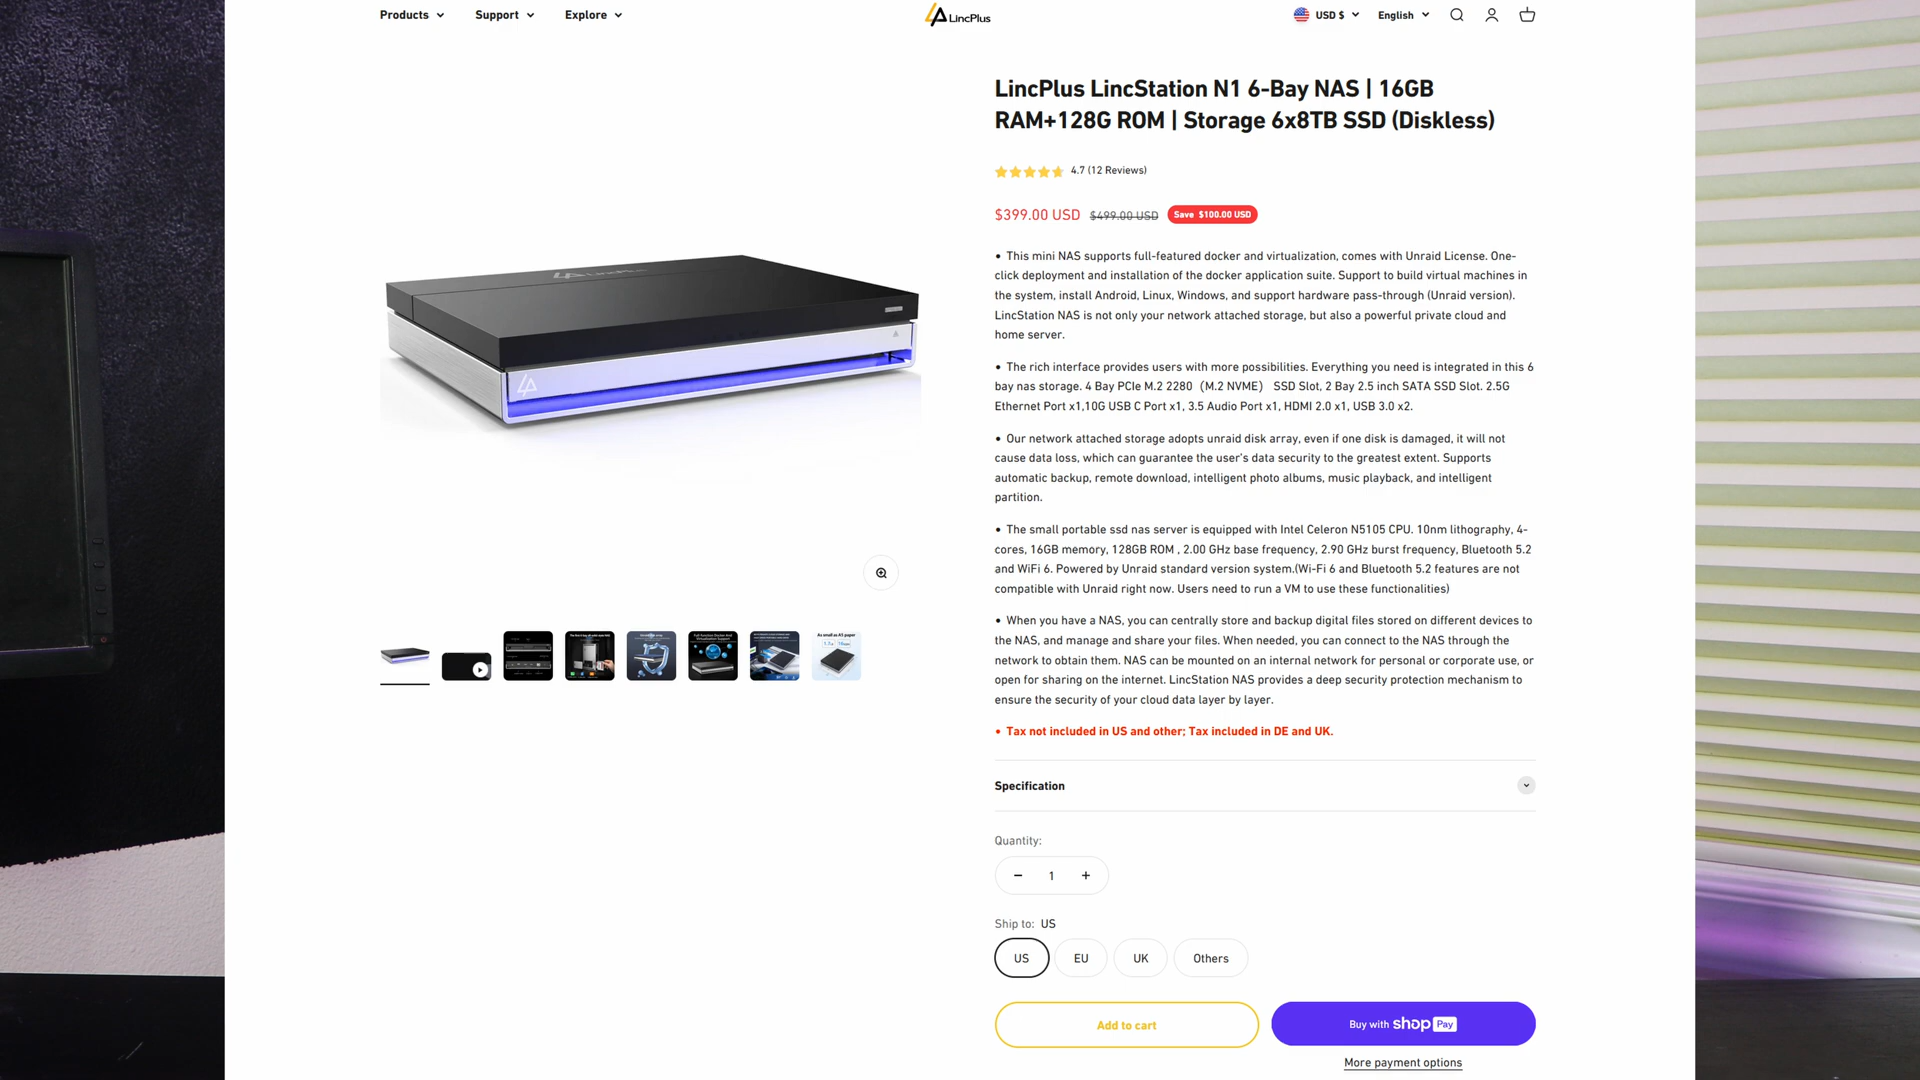 Products
Support
Explore
LincPlus
USD $
English
LincPlus LincStation N1 6-Bay NAS | 16GB
RAM+128G ROM | Storage 6x8TB SSD (Diskless)
4.7 (12 Reviews)
$399.00 USD $499.00 USD Save $100.00 USD
• This mini NAS supports full-featured docker and virtualization, comes with Unraid License. One-
click deployment and installation of the docker application suite. Support to build virtual machines in
the system, install Android, Linux, Windows, and support hardware pass-through (Unraid version).
LincStation NAS is not only your network attached storage, but also a powerful private cloud and
home server.
• The rich interface provides users with more possibilities. Everything you need is integrated in this 6
bay nas storage. 4 Bay PCIe M.2 2280（M.2 NVME） SSD Slot, 2 Bay 2.5 inch SATA SSD Slot. 2.5G
Ethernet Port x1,10G USB C Port x1, 3.5 Audio Port x1, HDMI 2.0 x1, USB 3.0 x2.
• Our network attached storage adopts unraid disk array, even if one disk is damaged, it will not
cause data loss, which can guarantee the user's data security to the greatest extent. Supports
automatic backup, remote download, intelligent photo albums, music playback, and intelligent
partition.
• The small portable ssd nas server is equipped with Intel Celeron N5105 CPU. 10nm lithography, 4-
cores, 16GB memory, 128GB ROM , 2.00 GHz base frequency, 2.90 GHz burst frequency, Bluetooth 5.2
and WiFi 6. Powered by Unraid standard version system.(Wi-Fi 6 and Bluetooth 5.2 features are not
compatible with Unraid right now. Users need to run a VM to use these functionalities)
• When you have a NAS, you can centrally store and backup digital files stored on different devices to
the NAS, and manage and share your files. When needed, you can connect to the NAS through the
network to obtain them. NAS can be mounted on an internal network for personal or corporate use, or
open for sharing on the internet. LincStation NAS provides a deep security protection mechanism to
ensure the security of your cloud data layer by layer.
• Tax not included in US and other; Tax included in DE and UK.
Specification
Quantity:
− 1 +
Ship to: US
US
EU
UK
Others
Add to cart
Buy with shop Pay
More payment options
LincPlus
As small as A5 paper